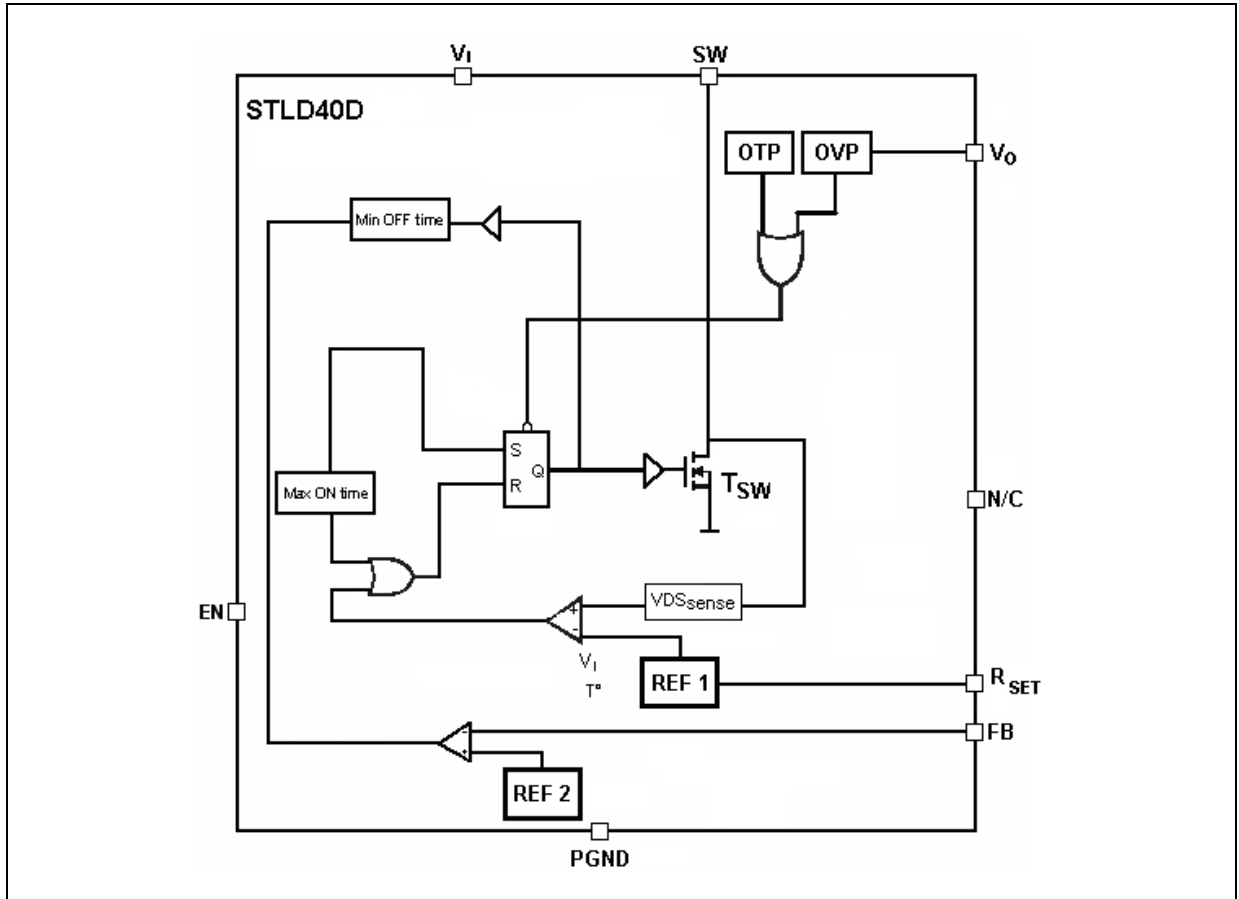 VI
SW
STLD40D
OTP
OVP
VO
Min OFF time
S
Q
R
Max ON time
TSW
N/C
EN
+
-
VDSsense
VI
T°
REF 1
RSET
-
+
FB
REF 2
PGND